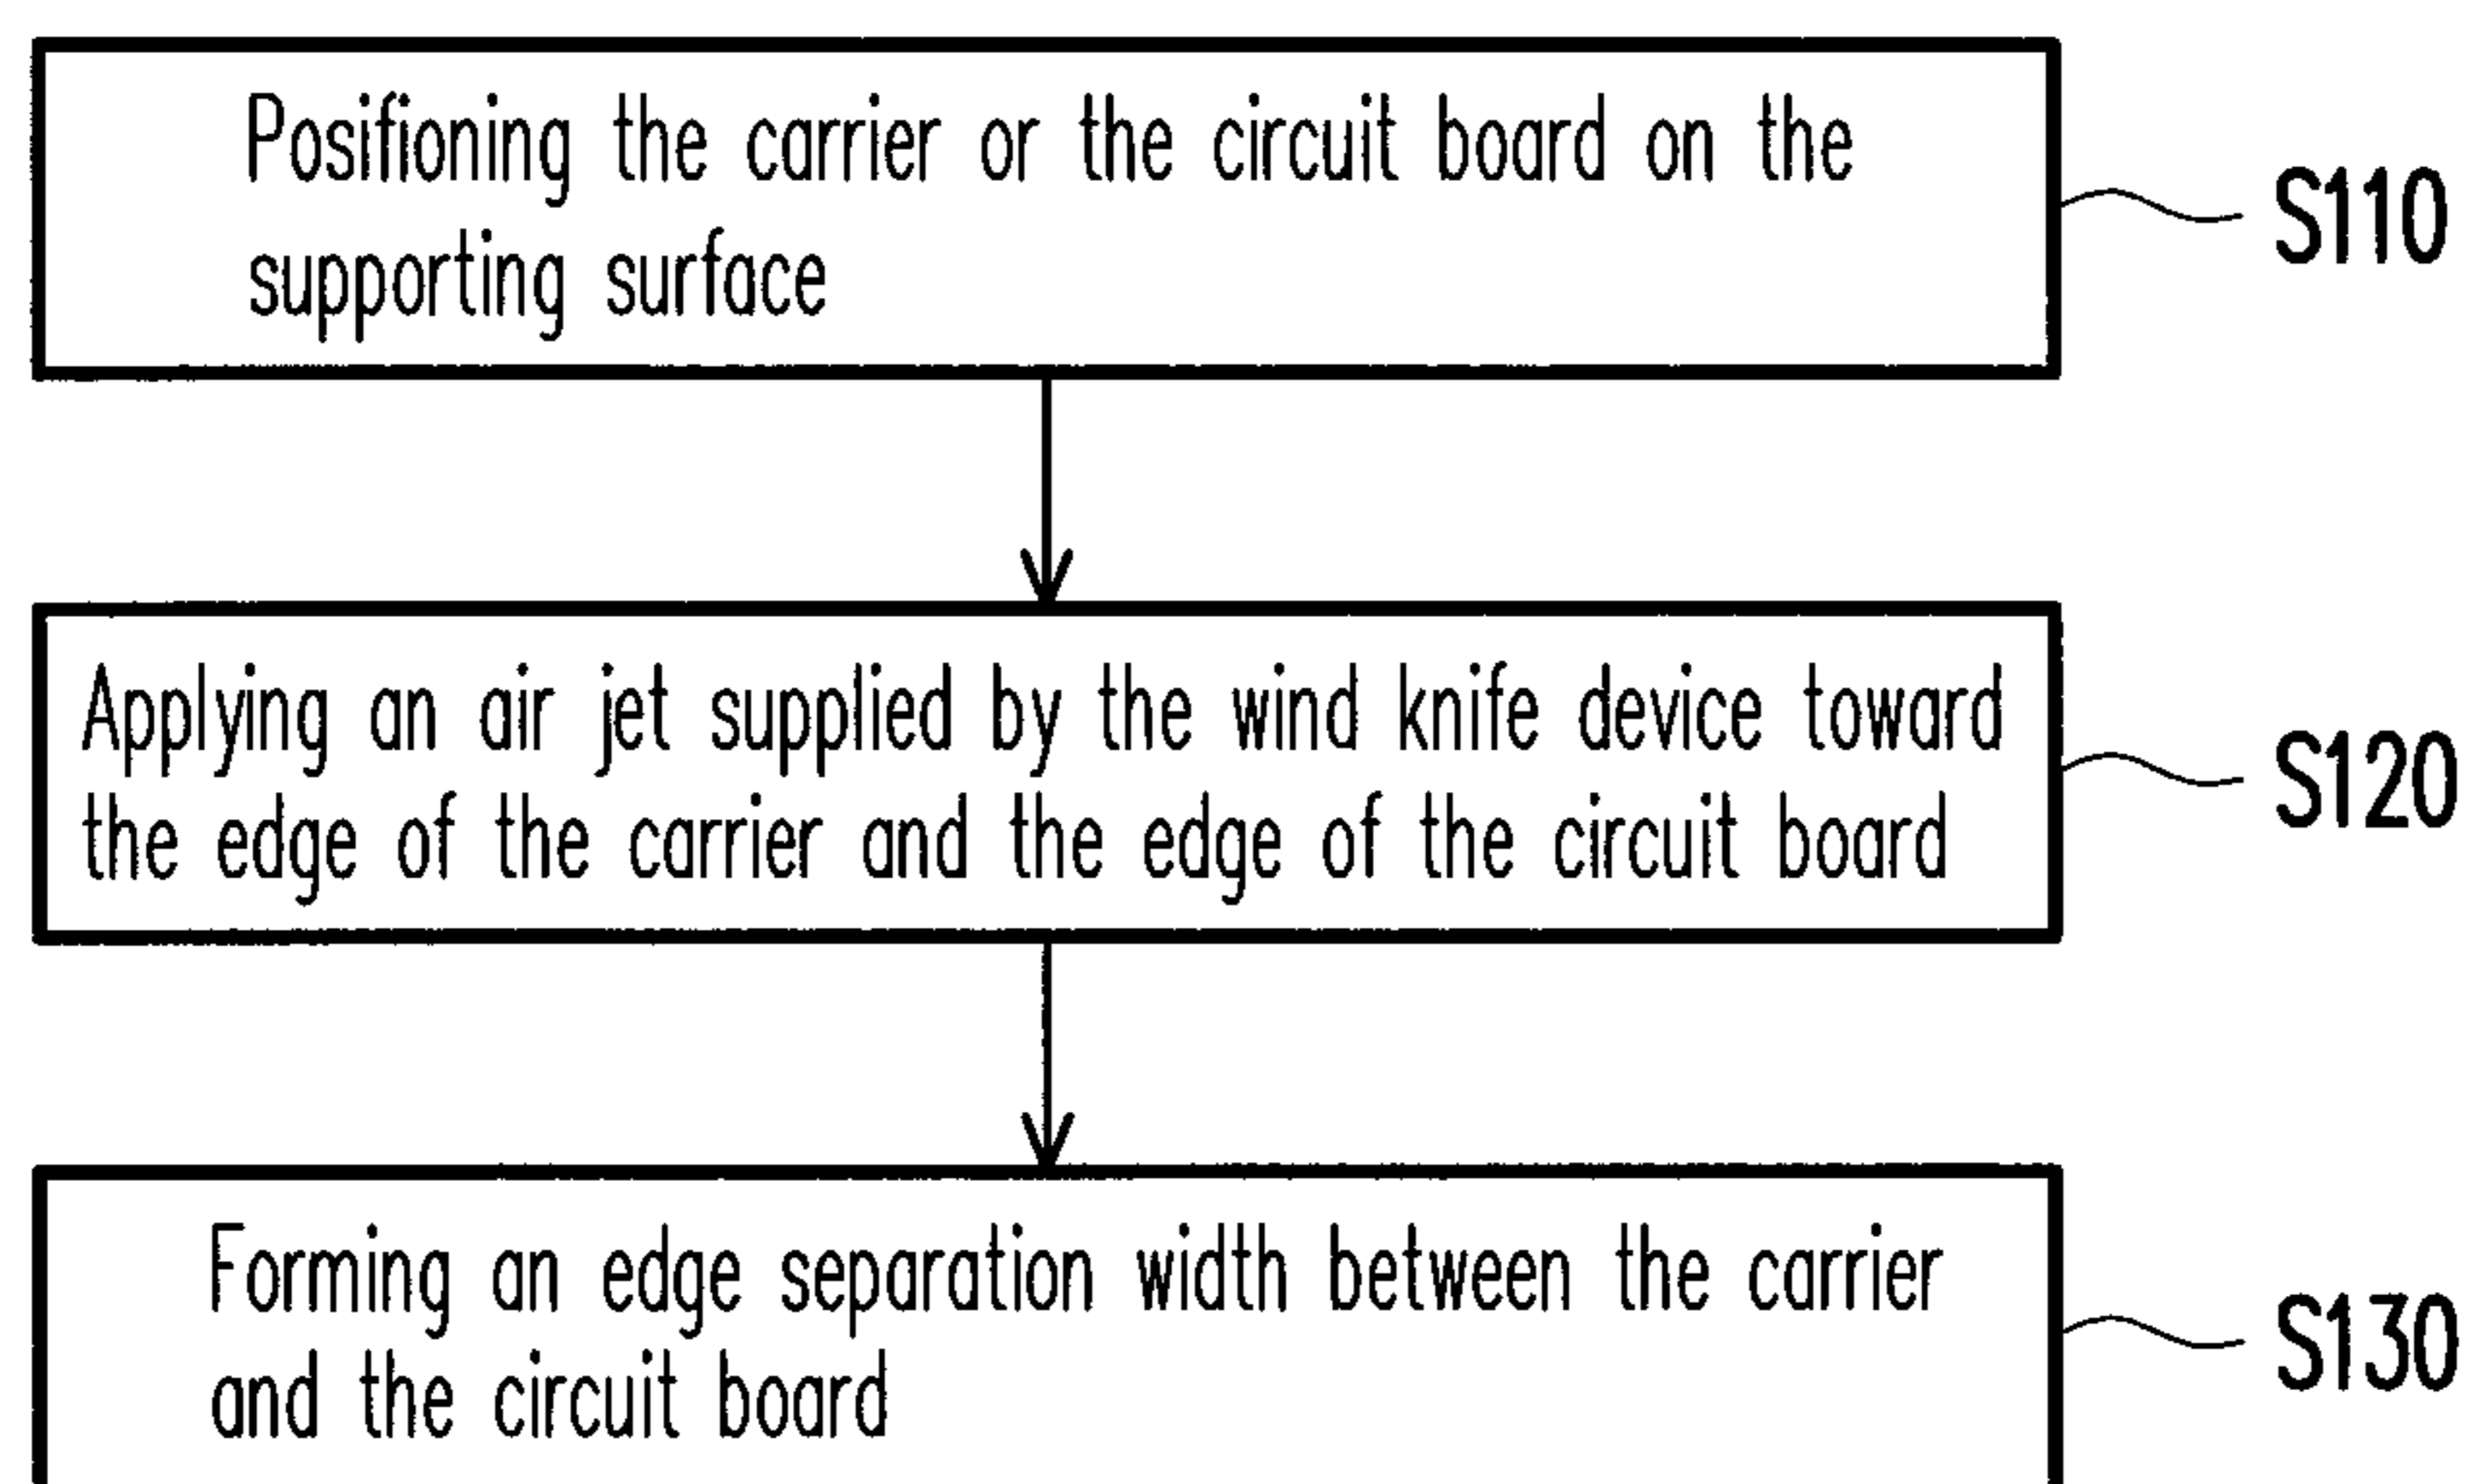 Positioning the carrier or the circuit board on the
supporting surface
S110
Applying an air jet supplied by the wind knife device toward
the edge of the carrier and the edge of the circuit board
S120
Forming an edge separation width between the carrier
and the circuit board
S130